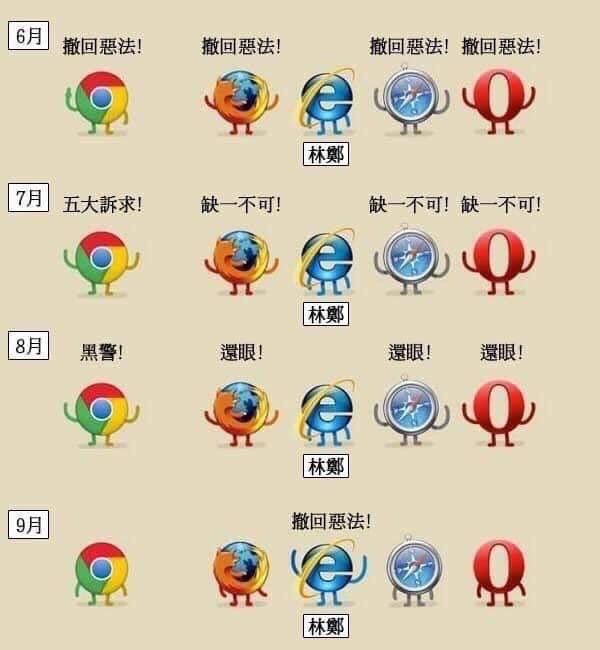 6月
撤回惡法! 撤回惡法! 撤回惡法! 撤回惡法!
林鄭
7月
五大訴求! 缺一不可! 缺一不可! 缺一不可!
林鄭
8月
黑警! 還眼! 還眼! 還眼!
林鄭
9月
撤回惡法!
林鄭